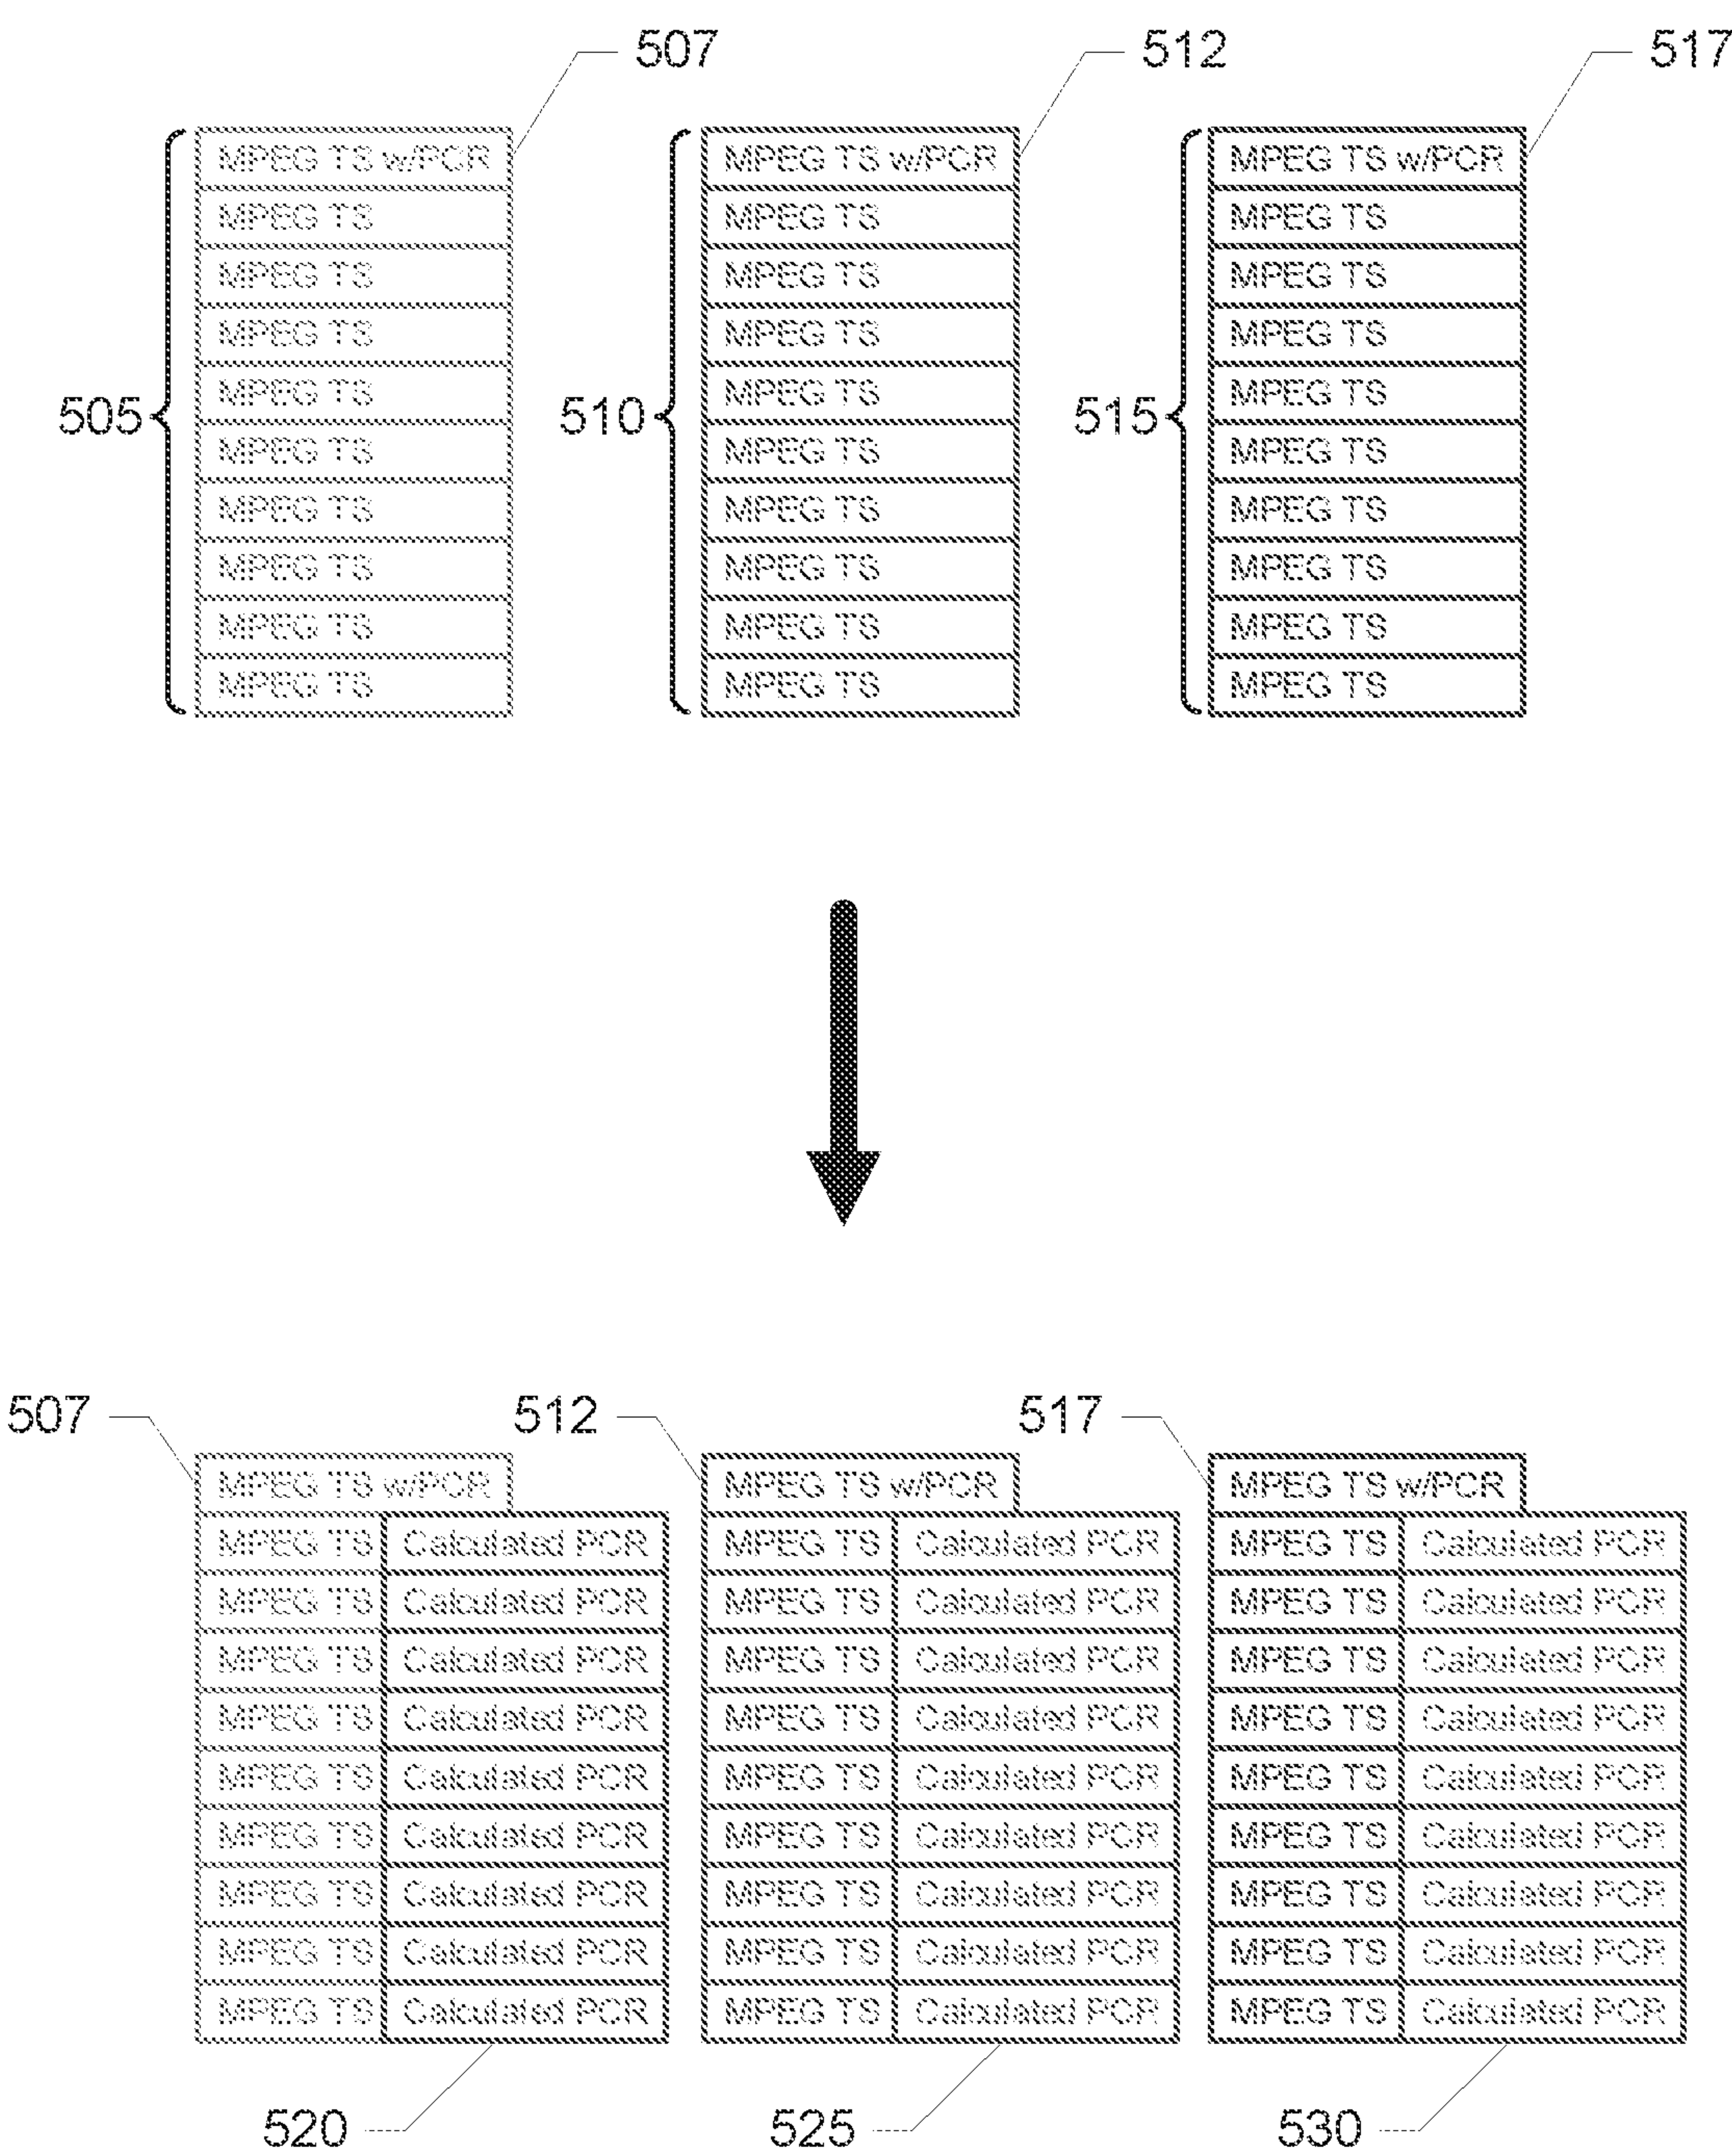 507 512 517
MPEG TS w/PCR MPEG TS w/PCR MPEG TS w/PCR
MPEG TS MPEG TS MPEG TS
MPEG TS MPEG TS MPEG TS
MPEG TS MPEG TS MPEG TS
MPEG TS MPEG TS MPEG TS
505 510 515
MPEG TS MPEG TS MPEG TS
MPEG TS MPEG TS MPEG TS
MPEG TS MPEG TS MPEG TS
MPEG TS MPEG TS MPEG TS
MPEG TS MPEG TS MPEG TS
507 512 517
MPEG TS w/PCR MPEG TS w/PCR MPEG TS w/PCR
MPEG TS Calculated PCR MPEG TS Calculated PCR MPEG TS Calculated PCR
MPEG TS Calculated PCR MPEG TS Calculated PCR MPEG TS Calculated PCR
MPEG TS Calculated PCR MPEG TS Calculated PCR MPEG TS Calculated PCR
MPEG TS Calculated PCR MPEG TS Calculated PCR MPEG TS Calculated PCR
MPEG TS Calculated PCR MPEG TS Calculated PCR MPEG TS Calculated PCR
MPEG TS Calculated PCR MPEG TS Calculated PCR MPEG TS Calculated PCR
MPEG TS Calculated PCR MPEG TS Calculated PCR MPEG TS Calculated PCR
MPEG TS Calculated PCR MPEG TS Calculated PCR MPEG TS Calculated PCR
MPEG TS Calculated PCR MPEG TS Calculated PCR MPEG TS Calculated PCR
520 525 530